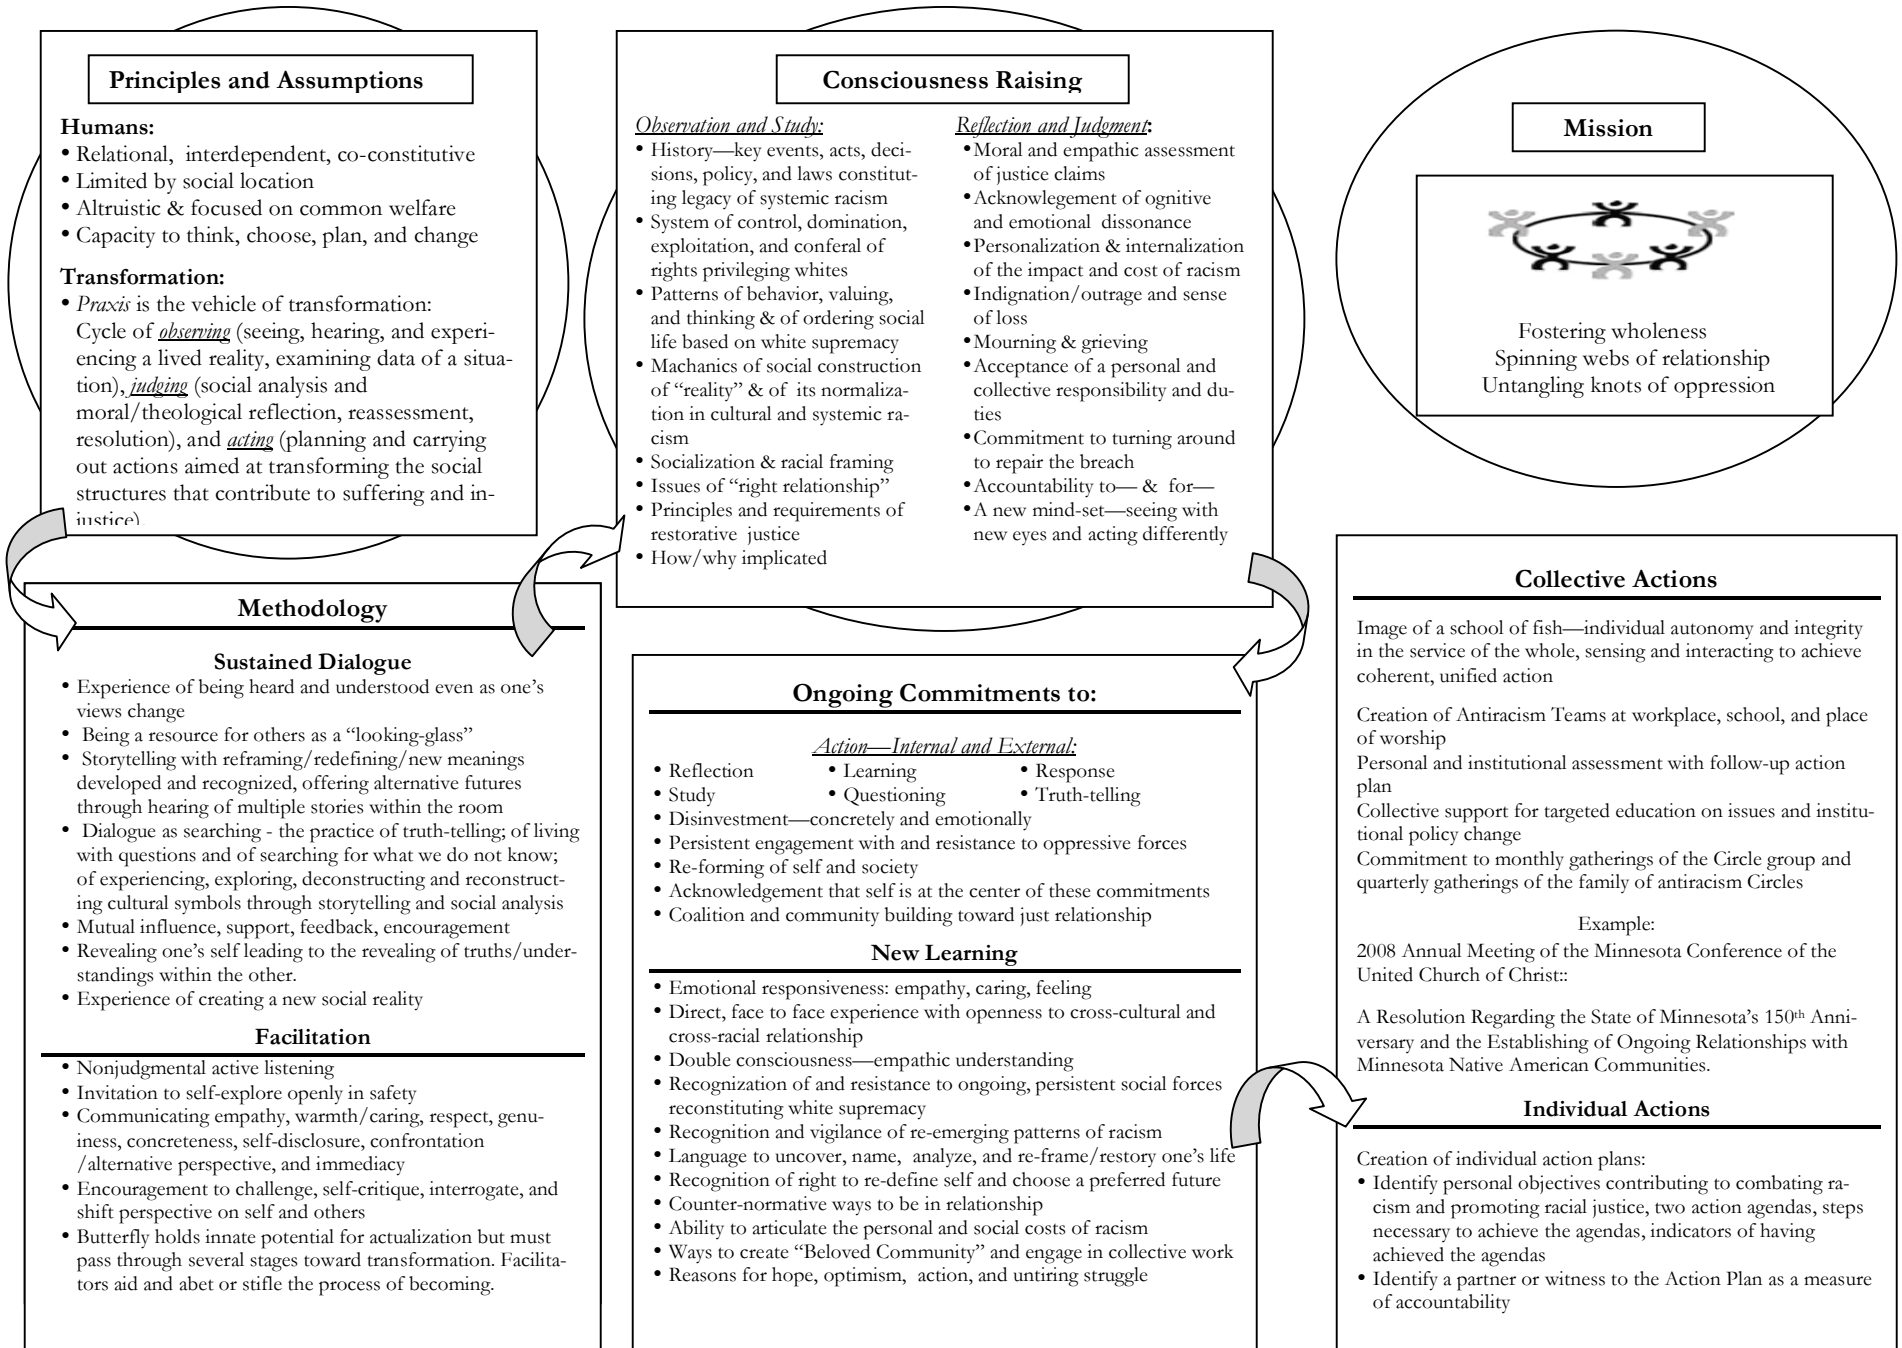 Principles and Assumptions
Humans:
• Relational, interdependent, co-constitutive
• Limited by social location
• Altruistic & focused on common welfare
• Capacity to think, choose, plan, and change
Transformation:
• Praxis is the vehicle of transformation:
Cycle of observing (seeing, hearing, and experi-
encing a lived reality, examining data of a situa-
tion), judging (social analysis and
moral/theological reflection, reassessment,
resolution), and acting (planning and carrying
out actions aimed at transforming the social
structures that contribute to suffering and in-
justice).
Methodology
Sustained Dialogue
• Experience of being heard and understood even as one's
views change
• Being a resource for others as a "looking-glass"
• Storytelling with reframing/redefining/new meanings
developed and recognized, offering alternative futures
through hearing of multiple stories within the room
• Dialogue as searching - the practice of truth-telling; of living
with questions and of searching for what we do not know;
of experiencing, exploring, deconstructing and reconstruct-
ing cultural symbols through storytelling and social analysis
• Mutual influence, support, feedback, encouragement
• Revealing one's self leading to the revealing of truths/under-
standings within the other.
• Experience of creating a new social reality
Facilitation
• Nonjudgmental active listening
• Invitation to self-explore openly in safety
• Communicating empathy, warmth/caring, respect, genu-
iness, concreteness, self-disclosure, confrontation
/alternative perspective, and immediacy
• Encouragement to challenge, self-critique, interrogate, and
shift perspective on self and others
• Butterfly holds innate potential for actualization but must
pass through several stages toward transformation. Facilita-
tors aid and abet or stifle the process of becoming.
Consciousness Raising
Observation and Study:
• History—key events, acts, deci-
sions, policy, and laws constitut-
ing legacy of systemic racism
• System of control, domination,
exploitation, and conferal of
rights privileging whites
• Patterns of behavior, valuing,
and thinking & of ordering social
life based on white supremacy
• Machanics of social construction
of "reality" & of its normaliza-
tion in cultural and systemic ra-
cism
• Socialization & racial framing
• Issues of "right relationship"
• Principles and requirements of
restorative justice
• How/why implicated
Reflection and Judgment:
• Moral and empathic assessment
of justice claims
• Acknowlegement of ognitive
and emotional dissonance
• Personalization & internalization
of the impact and cost of racism
• Indignation/outrage and sense
of loss
• Mourning & grieving
• Acceptance of a personal and
collective responsibility and du-
ties
• Commitment to turning around
to repair the breach
• Accountability to— & for—
• A new mind-set—seeing with
new eyes and acting differently
Ongoing Commitments to:
Action—Internal and External:
• Reflection • Learning • Response
• Study • Questioning • Truth-telling
• Disinvestment—concretely and emotionally
• Persistent engagement with and resistance to oppressive forces
• Re-forming of self and society
• Acknowledgement that self is at the center of these commitments
• Coalition and community building toward just relationship
New Learning
• Emotional responsiveness: empathy, caring, feeling
• Direct, face to face experience with openness to cross-cultural and
cross-racial relationship
• Double consciousness—empathic understanding
• Recognization of and resistance to ongoing, persistent social forces
reconstituting white supremacy
• Recognition and vigilance of re-emerging patterns of racism
• Language to uncover, name, analyze, and re-frame/restory one's life
• Recognition of right to re-define self and choose a preferred future
• Counter-normative ways to be in relationship
• Ability to articulate the personal and social costs of racism
• Ways to create "Beloved Community" and engage in collective work
• Reasons for hope, optimism, action, and untiring struggle
Mission
Fostering wholeness
Spinning webs of relationship
Untangling knots of oppression
Collective Actions
Image of a school of fish—individual autonomy and integrity
in the service of the whole, sensing and interacting to achieve
coherent, unified action
Creation of Antiracism Teams at workplace, school, and place
of worship
Personal and institutional assessment with follow-up action
plan
Collective support for targeted education on issues and institu-
tional policy change
Commitment to monthly gatherings of the Circle group and
quarterly gatherings of the family of antiracism Circles
Example:
2008 Annual Meeting of the Minnesota Conference of the
United Church of Christ::
A Resolution Regarding the State of Minnesota's 150th Anni-
versary and the Establishing of Ongoing Relationships with
Minnesota Native American Communities.
Individual Actions
Creation of individual action plans:
• Identify personal objectives contributing to combating ra-
cism and promoting racial justice, two action agendas, steps
necessary to achieve the agendas, indicators of having
achieved the agendas
• Identify a partner or witness to the Action Plan as a measure
of accountability